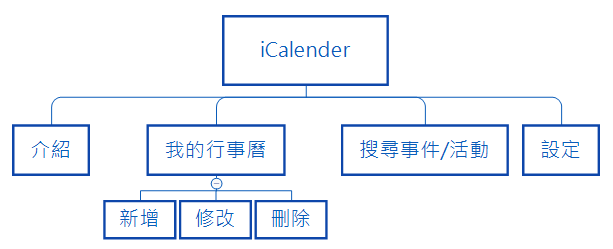 iCalender
介紹
我的行事曆
搜尋事件/活動
設定
新增
修改
刪除